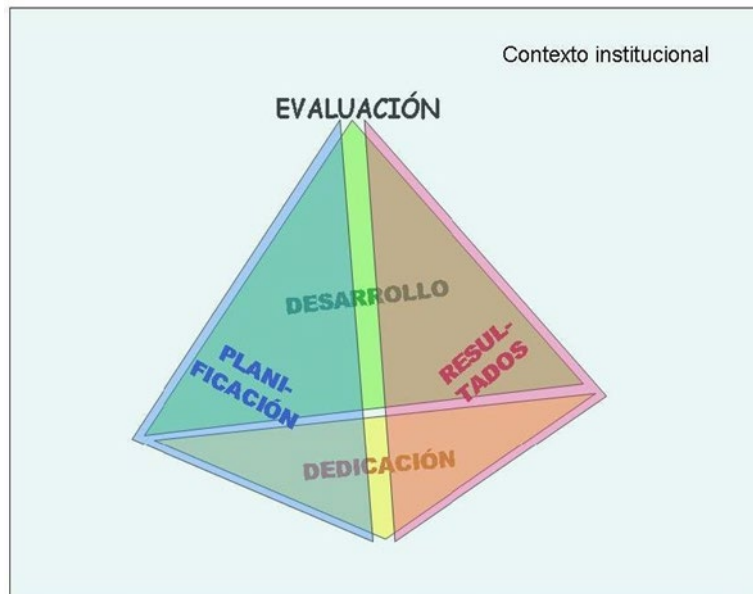 Contexto institucional
EVALUACIÓN
DESARROLLO
PLANI-
FICACIÓN
RESUL-
TADOS
DEDICACIÓN